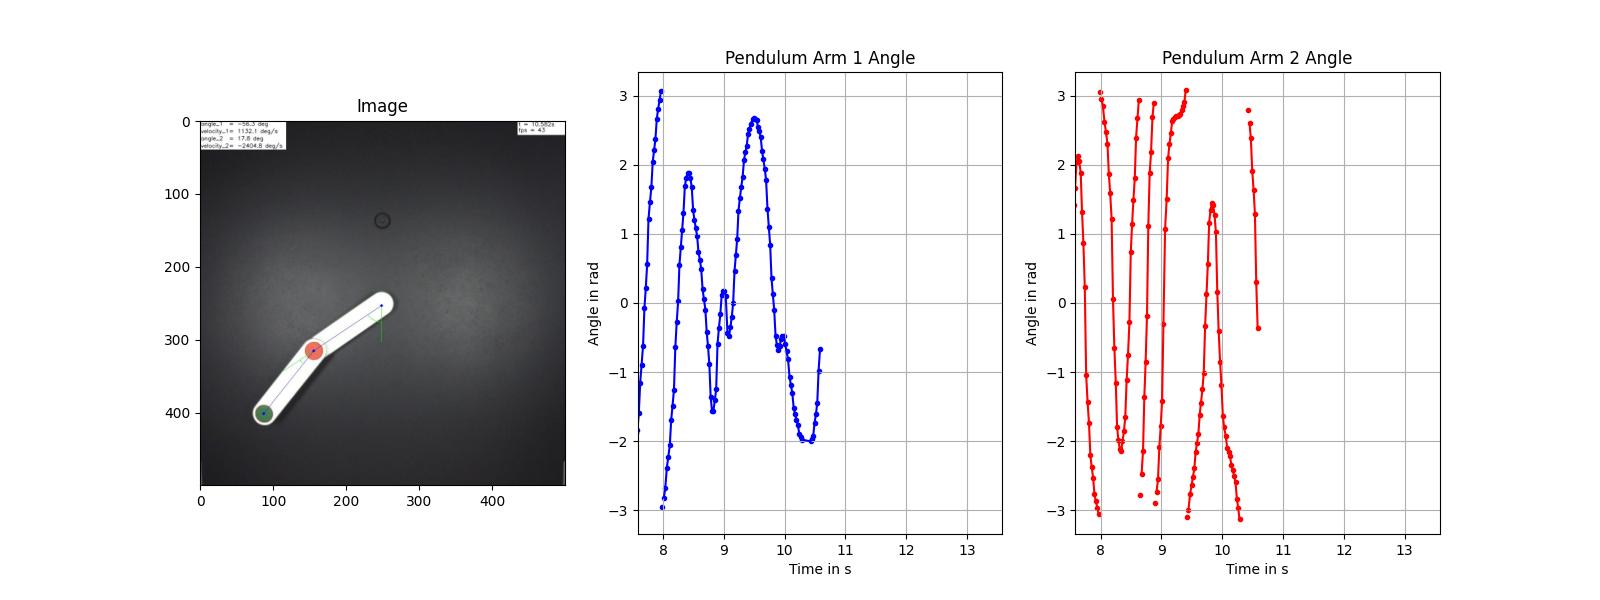 Image
angle_1 = -56.3 deg
velocity_1= 1132.1 deg/s
angle_2 = 17.8 deg
velocity_2= -2404.8 deg/s
t = 10.582s
fps = 43
0
100
200
300
400
0 100 200 300 400
Pendulum Arm 1 Angle
Angle in rad
3
2
1
0
−1
−2
−3
8 9 10 11 12 13
Time in s
Pendulum Arm 2 Angle
Angle in rad
3
2
1
0
−1
−2
−3
8 9 10 11 12 13
Time in s